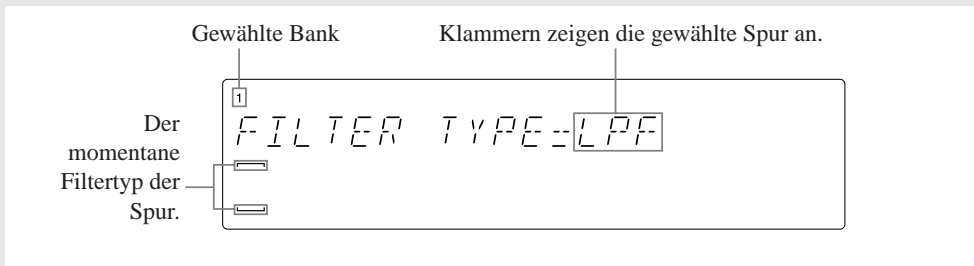 Gewählte Bank
Klammern zeigen die gewählte Spur an.
1
FILTER TYPE=LPF
Der
momentane
Filtertyp der
Spur.